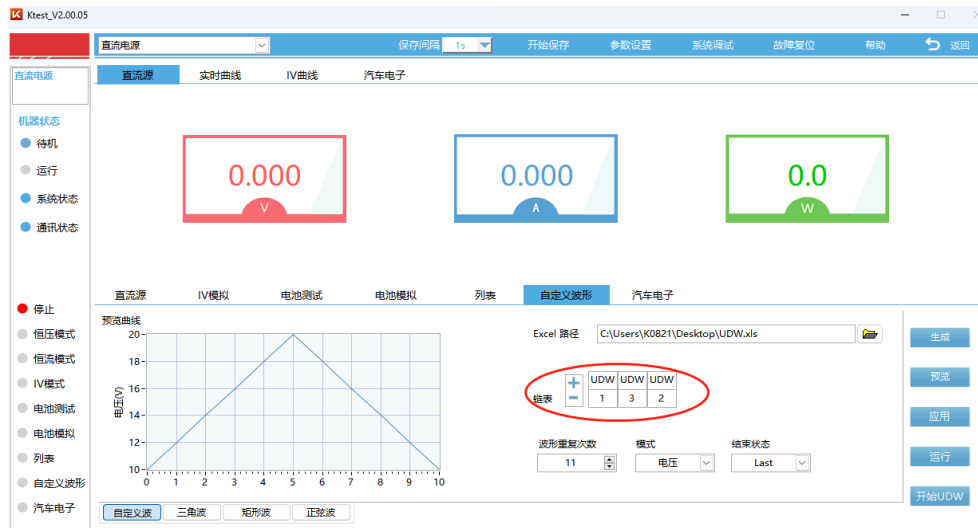 Ktest_V2.00.05
直流电源 保存间隔 1s 开始保存 参数设置 系统调试 故障复位 帮助 返回
直流电源
直流源 实时曲线 IV曲线 汽车电子
机器状态
待机
运行
系统状态
通讯状态
0.000 0.000 0.0
V A W
直流源 IV模拟 电池测试 电池模拟 列表 自定义波形 汽车电子
停止
恒压模式
恒流模式
IV模式
电池测试
电池模拟
列表
自定义波形
汽车电子
预览曲线
电压(V)
20
18
16
14
12
10
0 1 2 3 4 5 6 7 8 9 10
自定义波 三角波 矩形波 正弦波
Excel 路径 C:\Users\K0821\Desktop\UDW.xls
链表 + − UDW UDW UDW
1 3 2
波形重复次数 模式 结束状态
11 电压 Last
生成
预览
应用
运行
开始UDW